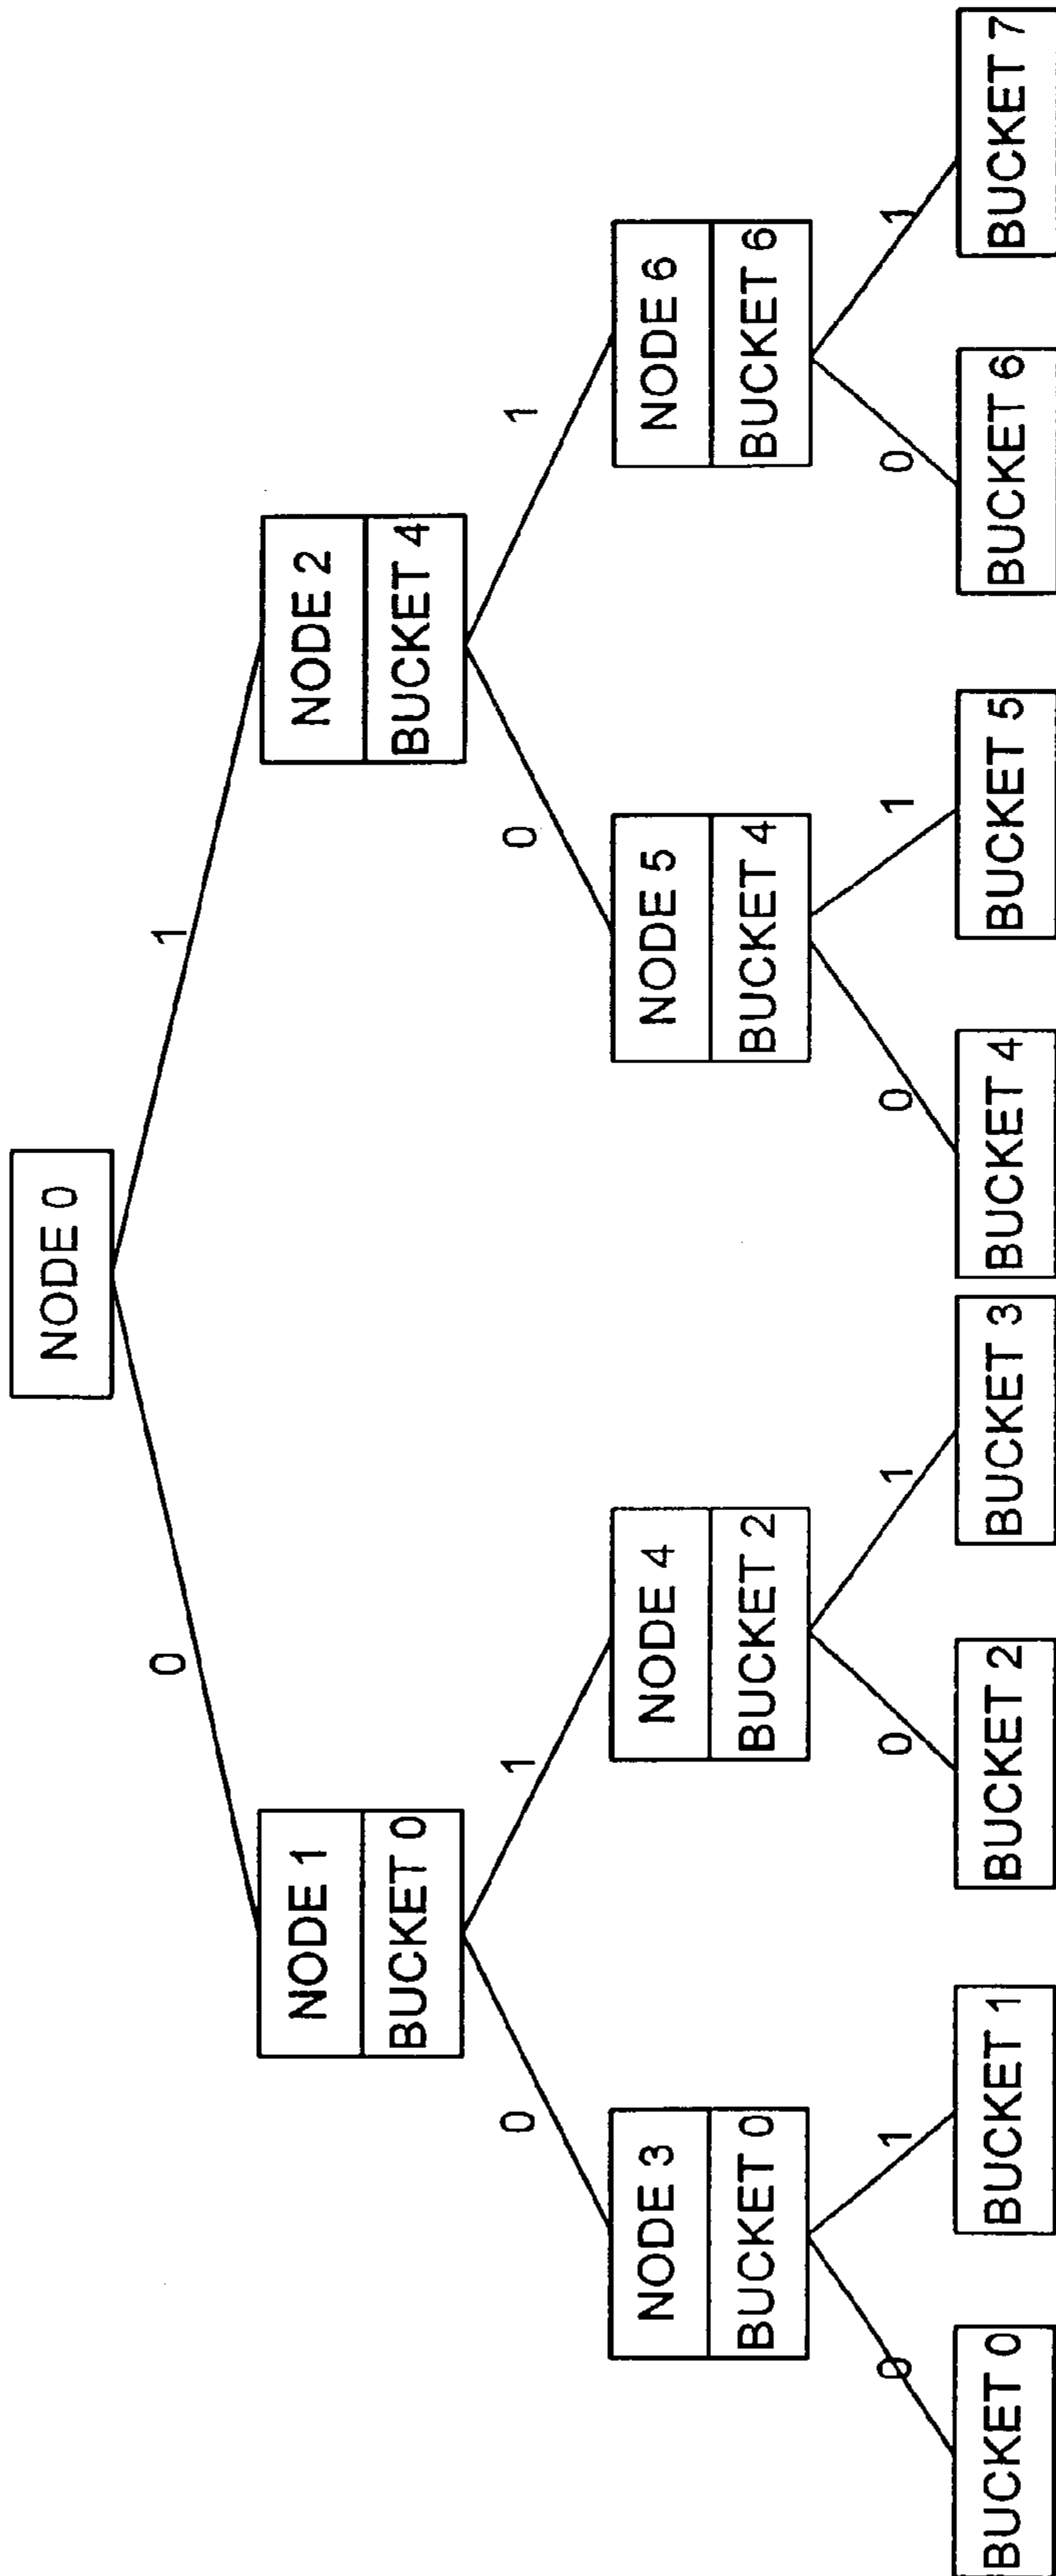 NODE 0
0
1
NODE 1
BUCKET 0
NODE 2
BUCKET 4
0
1
0
1
NODE 3
BUCKET 0
NODE 4
BUCKET 2
NODE 5
BUCKET 4
NODE 6
BUCKET 6
0
1
0
1
0
1
0
1
BUCKET 0
BUCKET 1
BUCKET 2
BUCKET 3
BUCKET 4
BUCKET 5
BUCKET 6
BUCKET 7